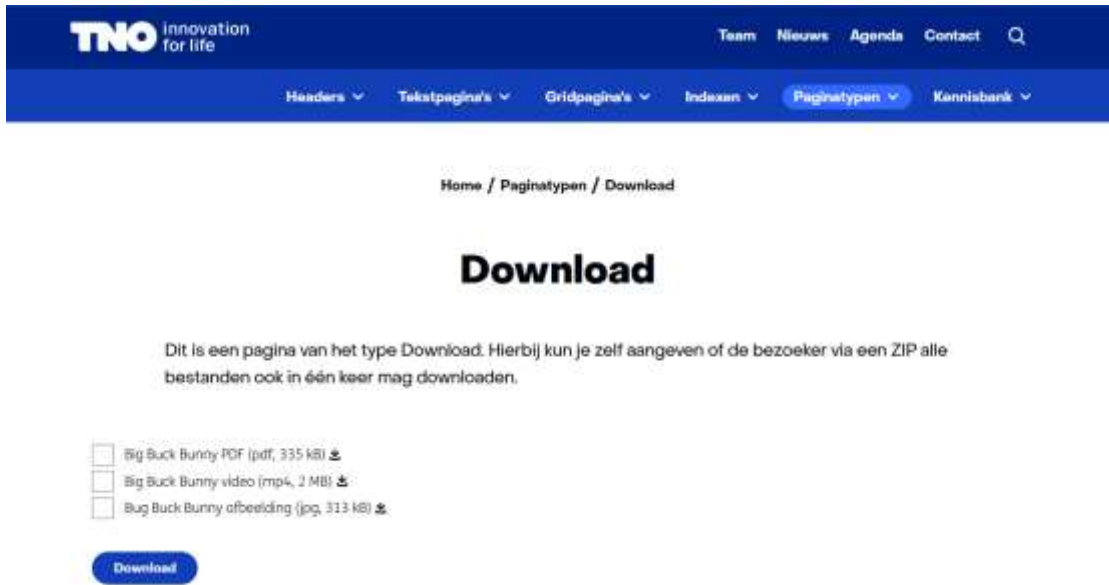 TNO innovation
for life
Team Nieuws Agenda Contact
Headers Tekstpagina's Gridpagina's Indexen Paginatypen Kennisbank
Home / Paginatypen / Download
Download
Dit is een pagina van het type Download. Hierbij kun je zelf aangeven of de bezoeker via een ZIP alle
bestanden ook in één keer mag downloaden.
Big Buck Bunny PDF (pdf, 335 kB)
Big Buck Bunny video (mp4, 2 MB)
Bug Buck Bunny afbeelding (jpg, 313 kB)
Download